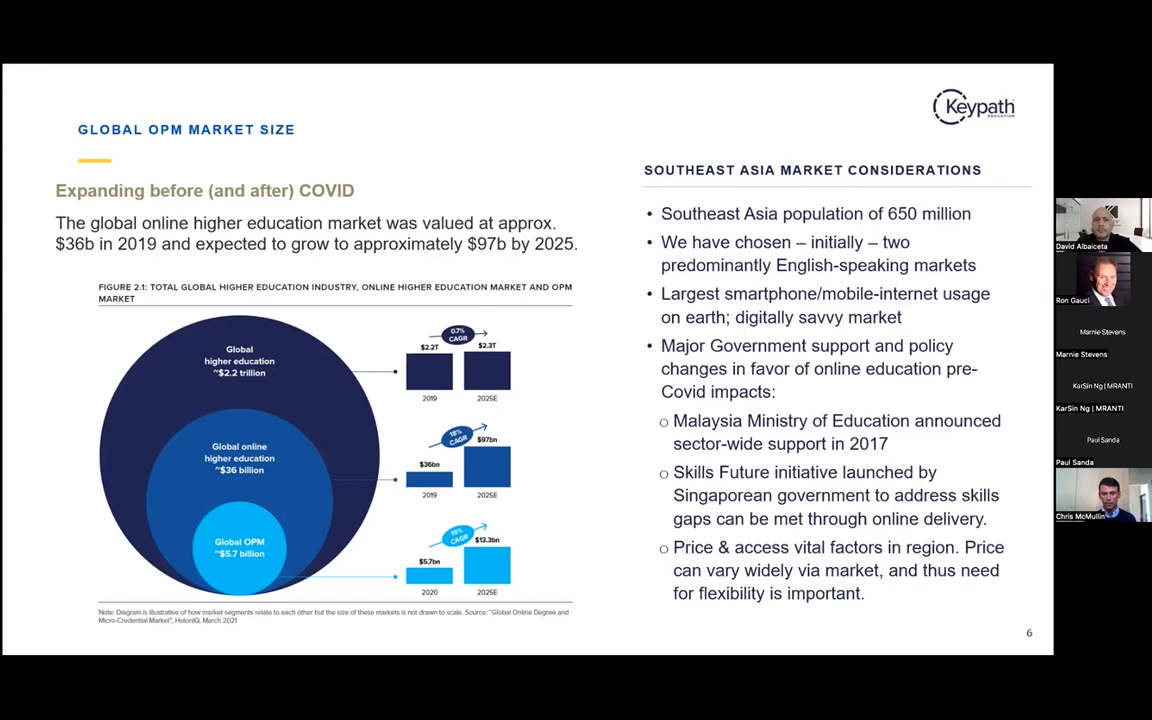 Keypath
EDUCATION
GLOBAL OPM MARKET SIZE
Expanding before (and after) COVID
The global online higher education market was valued at approx.
$36b in 2019 and expected to grow to approximately $97b by 2025.
FIGURE 2.1: TOTAL GLOBAL HIGHER EDUCATION INDUSTRY, ONLINE HIGHER EDUCATION MARKET AND OPM
MARKET
Global
higher education
~$2.2 trillion
0.7%
CAGR
$2.2T
$2.3T
2019
2025E
Global online
higher education
~$36 billion
18%
CAGR
$36bn
$97bn
2019
2025E
Global OPM
~$5.7 billion
19%
CAGR
$5.7bn
$13.3bn
2020
2025E
Note: Diagram is illustrative of how market segments relate to each other but the size of these markets is not drawn to scale. Source: "Global Online Degree and
Micro-Credential Market", HolonIQ, March 2021
SOUTHEAST ASIA MARKET CONSIDERATIONS
• Southeast Asia population of 650 million
• We have chosen – initially – two
predominantly English-speaking markets
• Largest smartphone/mobile-internet usage
on earth; digitally savvy market
• Major Government support and policy
changes in favor of online education pre-
Covid impacts:
o Malaysia Ministry of Education announced
sector-wide support in 2017
o Skills Future initiative launched by
Singaporean government to address skills
gaps can be met through online delivery.
o Price & access vital factors in region. Price
can vary widely via market, and thus need
for flexibility is important.
6
David Albaiceta
Ron Gauci
Marnie Stevens
Marnie Stevens
KarSin Ng | MRANTI
KarSin Ng | MRANTI
Paul Sanda
Paul Sanda
Chris McMullin